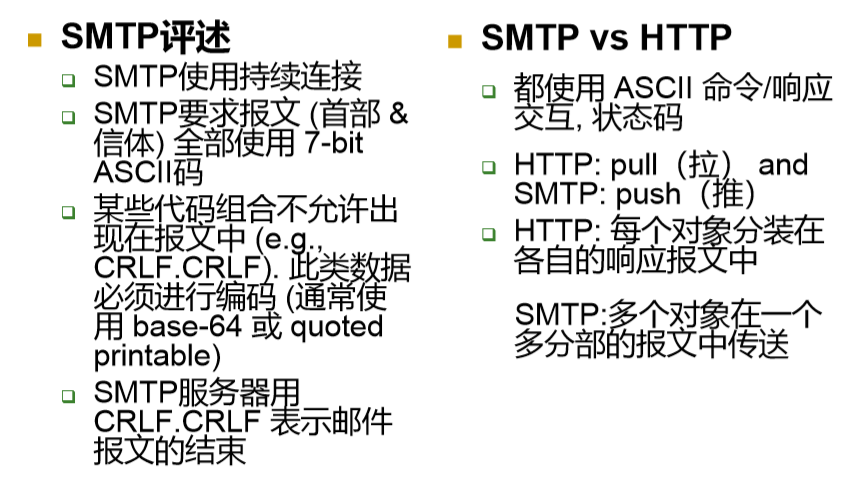 SMTP评述
SMTP使用持续连接
SMTP要求报文 (首部 &
信体) 全部使用 7-bit
ASCII码
某些代码组合不允许出
现在报文中 (e.g.,
CRLF.CRLF). 此类数据
必须进行编码 (通常使
用 base-64 或 quoted
printable)
SMTP服务器用
CRLF.CRLF 表示邮件
报文的结束
SMTP vs HTTP
都使用 ASCII 命令/响应
交互, 状态码
HTTP: pull（拉） and
SMTP: push（推）
HTTP: 每个对象分装在
各自的响应报文中
SMTP:多个对象在一个
多分部的报文中传送